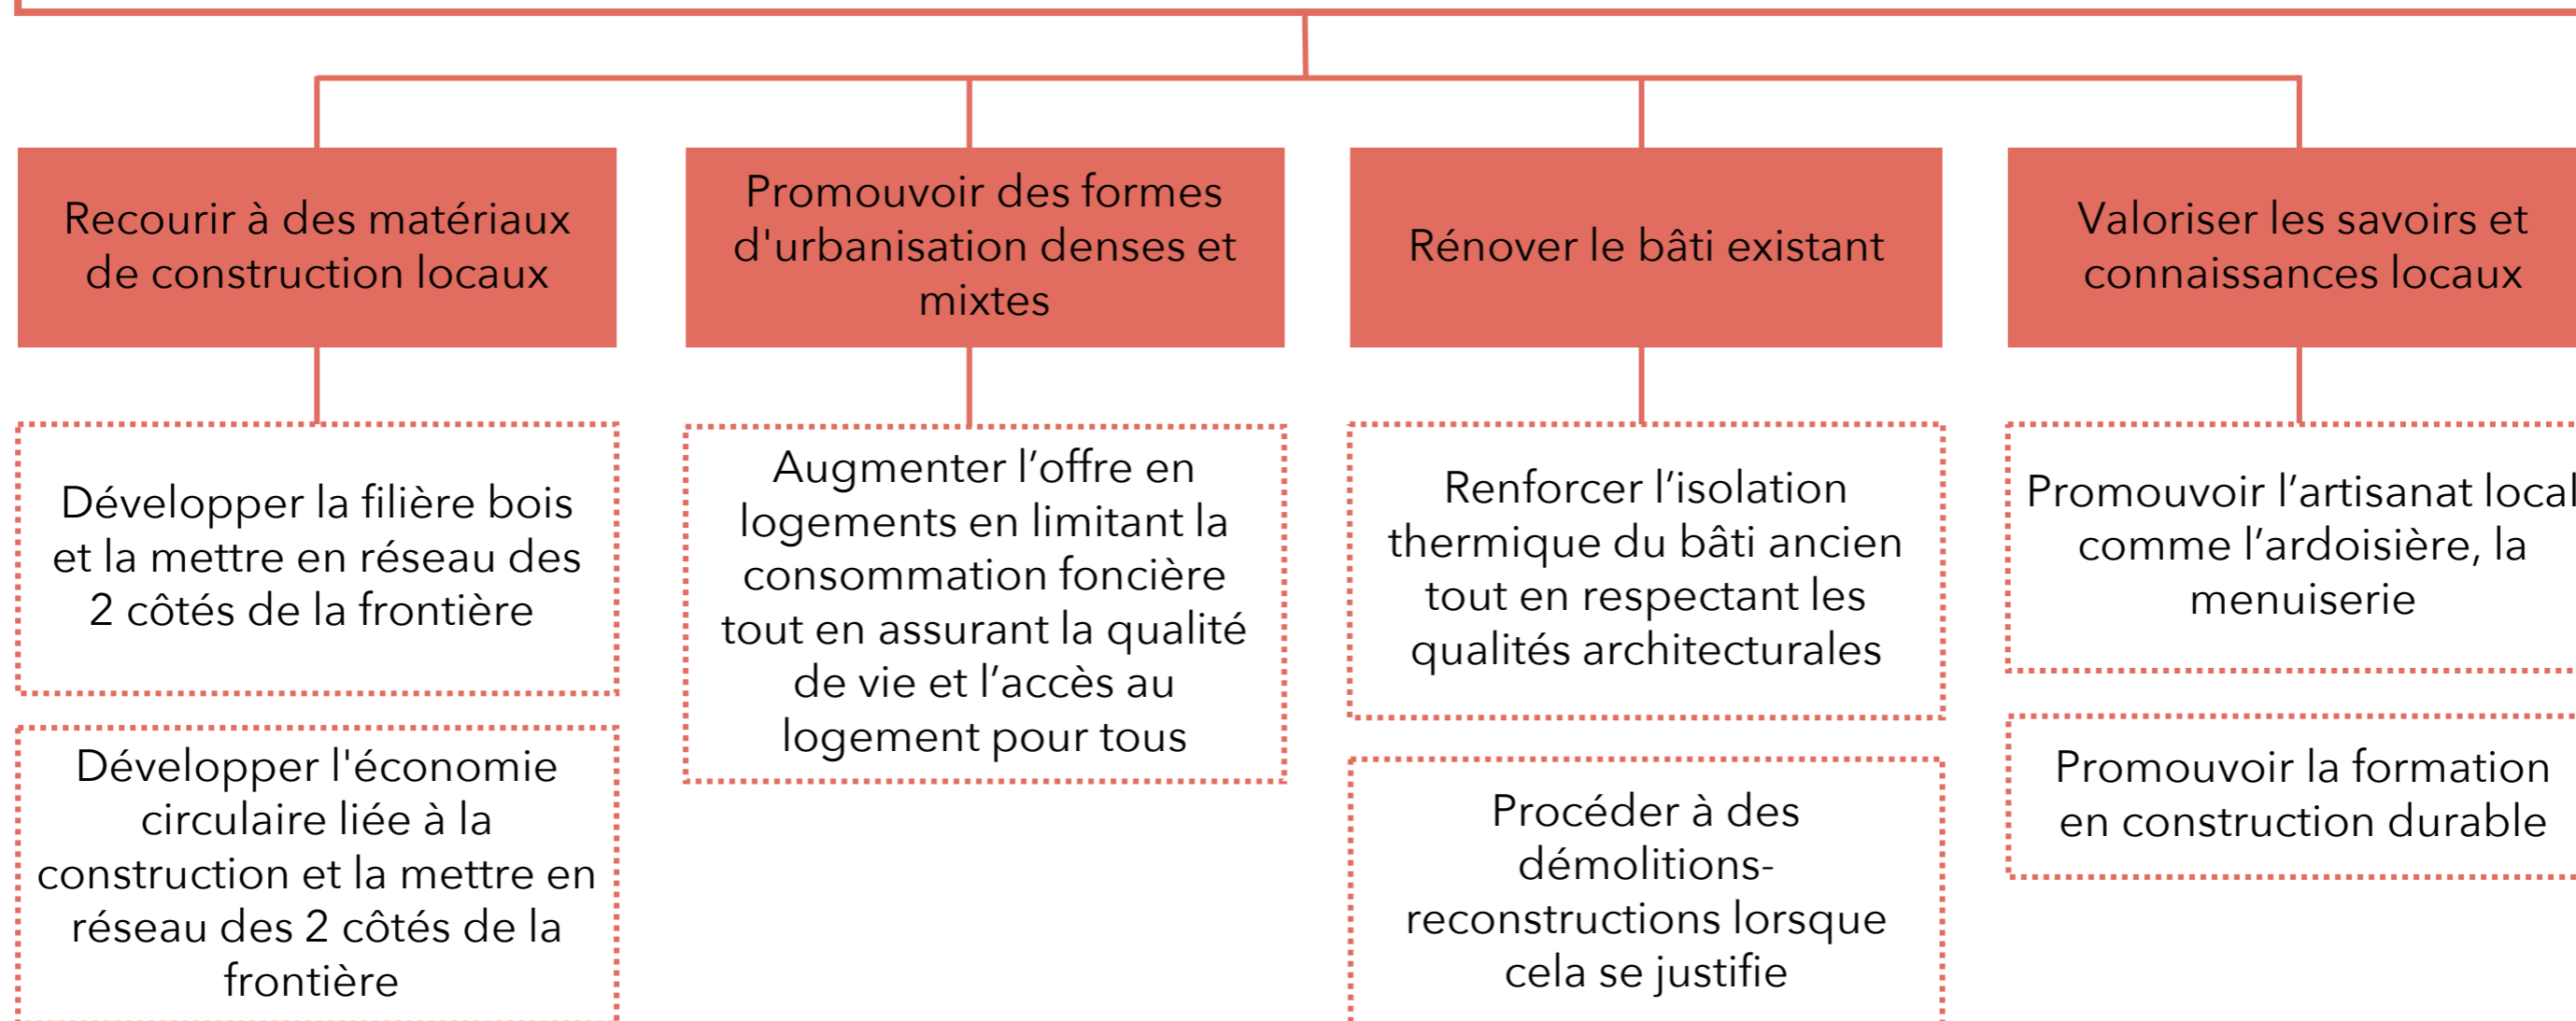 Recourir à des matériaux
de construction locaux
Développer la filière bois
et la mettre en réseau des
2 côtés de la frontière
Développer l'économie
circulaire liée à la
construction et la mettre en
réseau des 2 côtés de la
frontière
Promouvoir des formes
d'urbanisation denses et
mixtes
Augmenter l’offre en
logements en limitant la
consommation foncière
tout en assurant la qualité
de vie et l’accès au
logement pour tous
Rénover le bâti existant
Renforcer l’isolation
thermique du bâti ancien
tout en respectant les
qualités architecturales
Procéder à des
démolitions-
reconstructions lorsque
cela se justifie
Valoriser les savoirs et
connaissances locaux
Promouvoir l’artisanat local
comme l’ardoisière, la
menuiserie
Promouvoir la formation
en construction durable